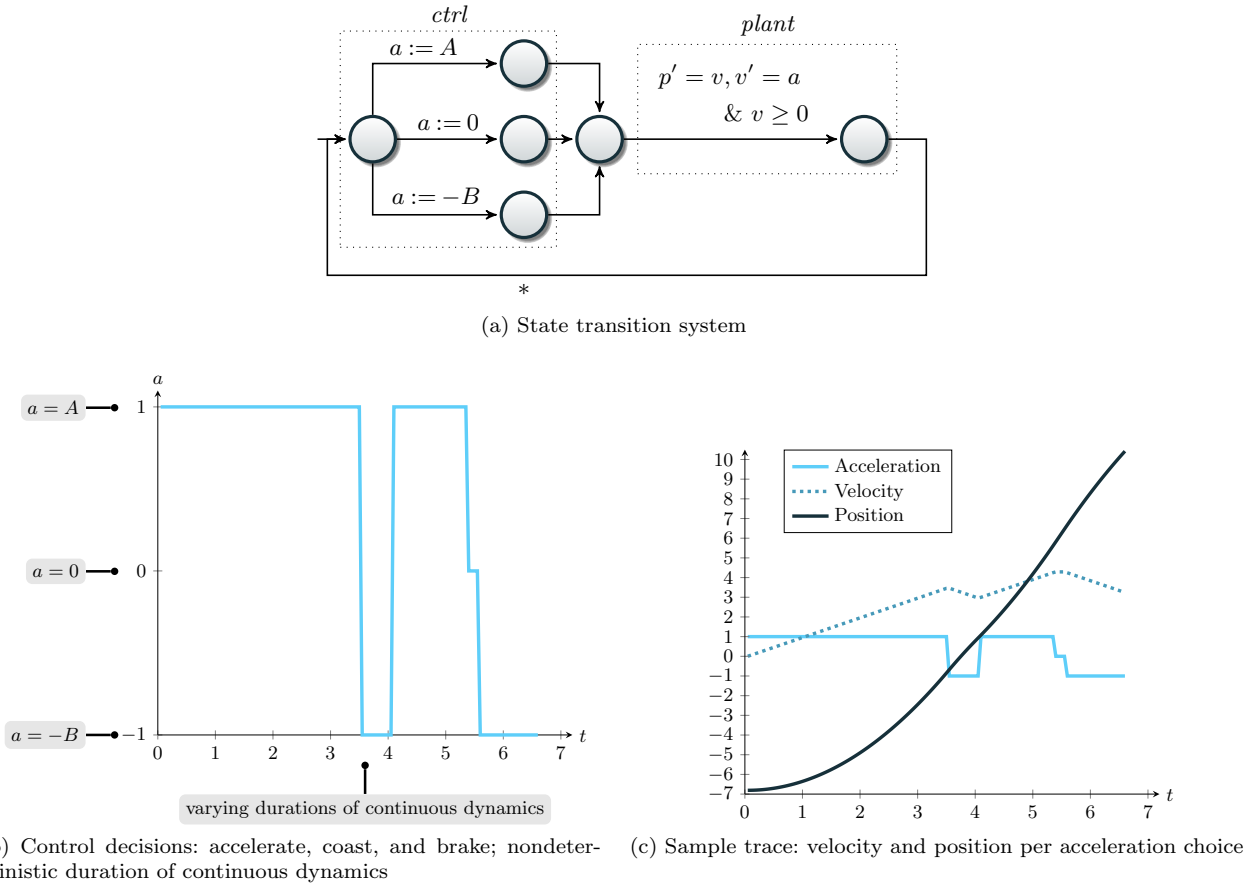 ctrl
plant
a := A
p′ = v, v′ = a
& v ≥ 0
a := 0
a := −B
*
(a) State transition system
a
a = A
1
a = 0
0
a = −B
−1
t
0 1 2 3 4 5 6 7
varying durations of continuous dynamics
) Control decisions: accelerate, coast, and brake; nondeter-
inistic duration of continuous dynamics
Acceleration
Velocity
Position
10
9
8
7
6
5
4
3
2
1
0
−1
−2
−3
−4
−5
−6
−7
t
0 1 2 3 4 5 6 7
(c) Sample trace: velocity and position per acceleration choice